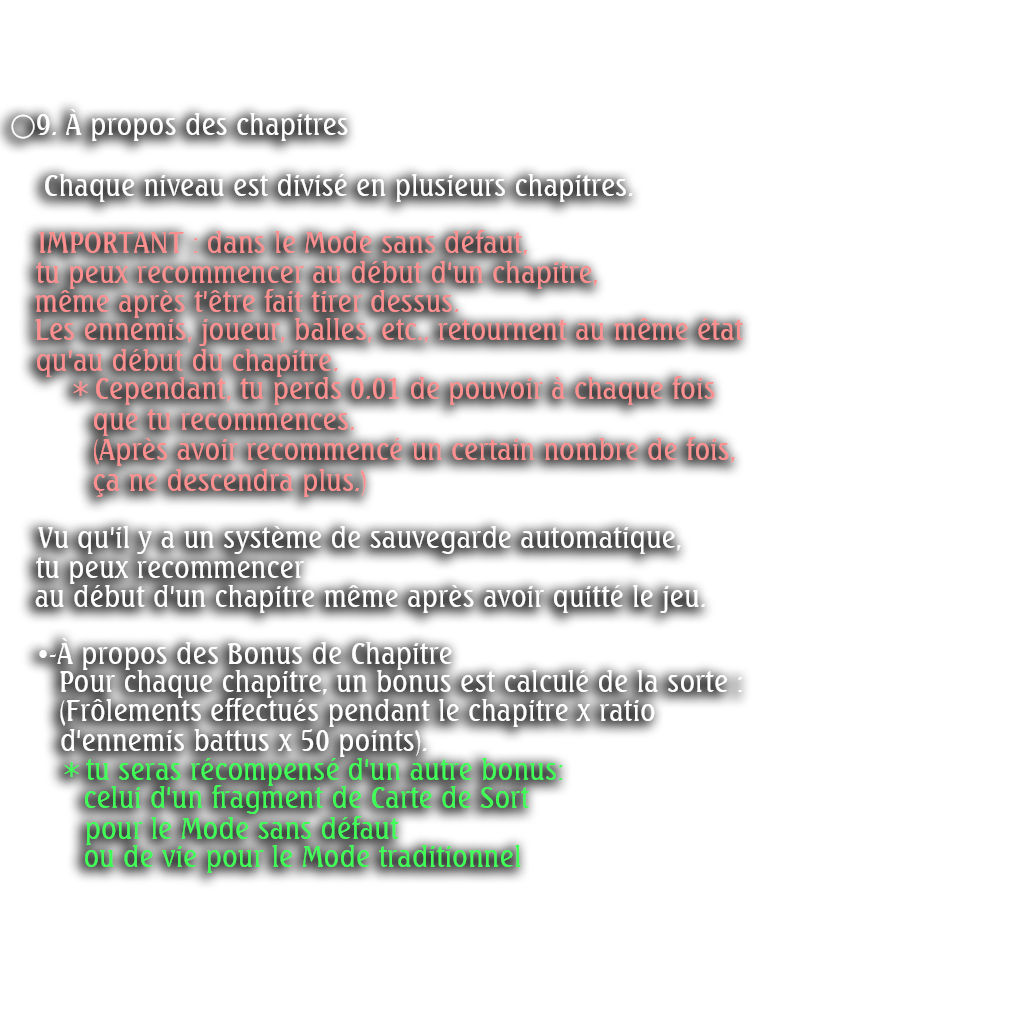 ○9. À propos des chapitres
Chaque niveau est divisé en plusieurs chapitres.
IMPORTANT : dans le Mode sans défaut,
tu peux recommencer au début d'un chapitre,
même après t'être fait tirer dessus.
Les ennemis, joueur, balles, etc., retournent au même état
qu'au début du chapitre.
* Cependant, tu perds 0.01 de pouvoir à chaque fois
que tu recommences.
(Après avoir recommencé un certain nombre de fois,
ça ne descendra plus.)
Vu qu'il y a un système de sauvegarde automatique,
tu peux recommencer
au début d'un chapitre même après avoir quitté le jeu.
•-À propos des Bonus de Chapitre
Pour chaque chapitre, un bonus est calculé de la sorte :
(Frôlements effectués pendant le chapitre x ratio
d'ennemis battus x 50 points).
* tu seras récompensé d'un autre bonus:
celui d'un fragment de Carte de Sort
pour le Mode sans défaut
ou de vie pour le Mode traditionnel